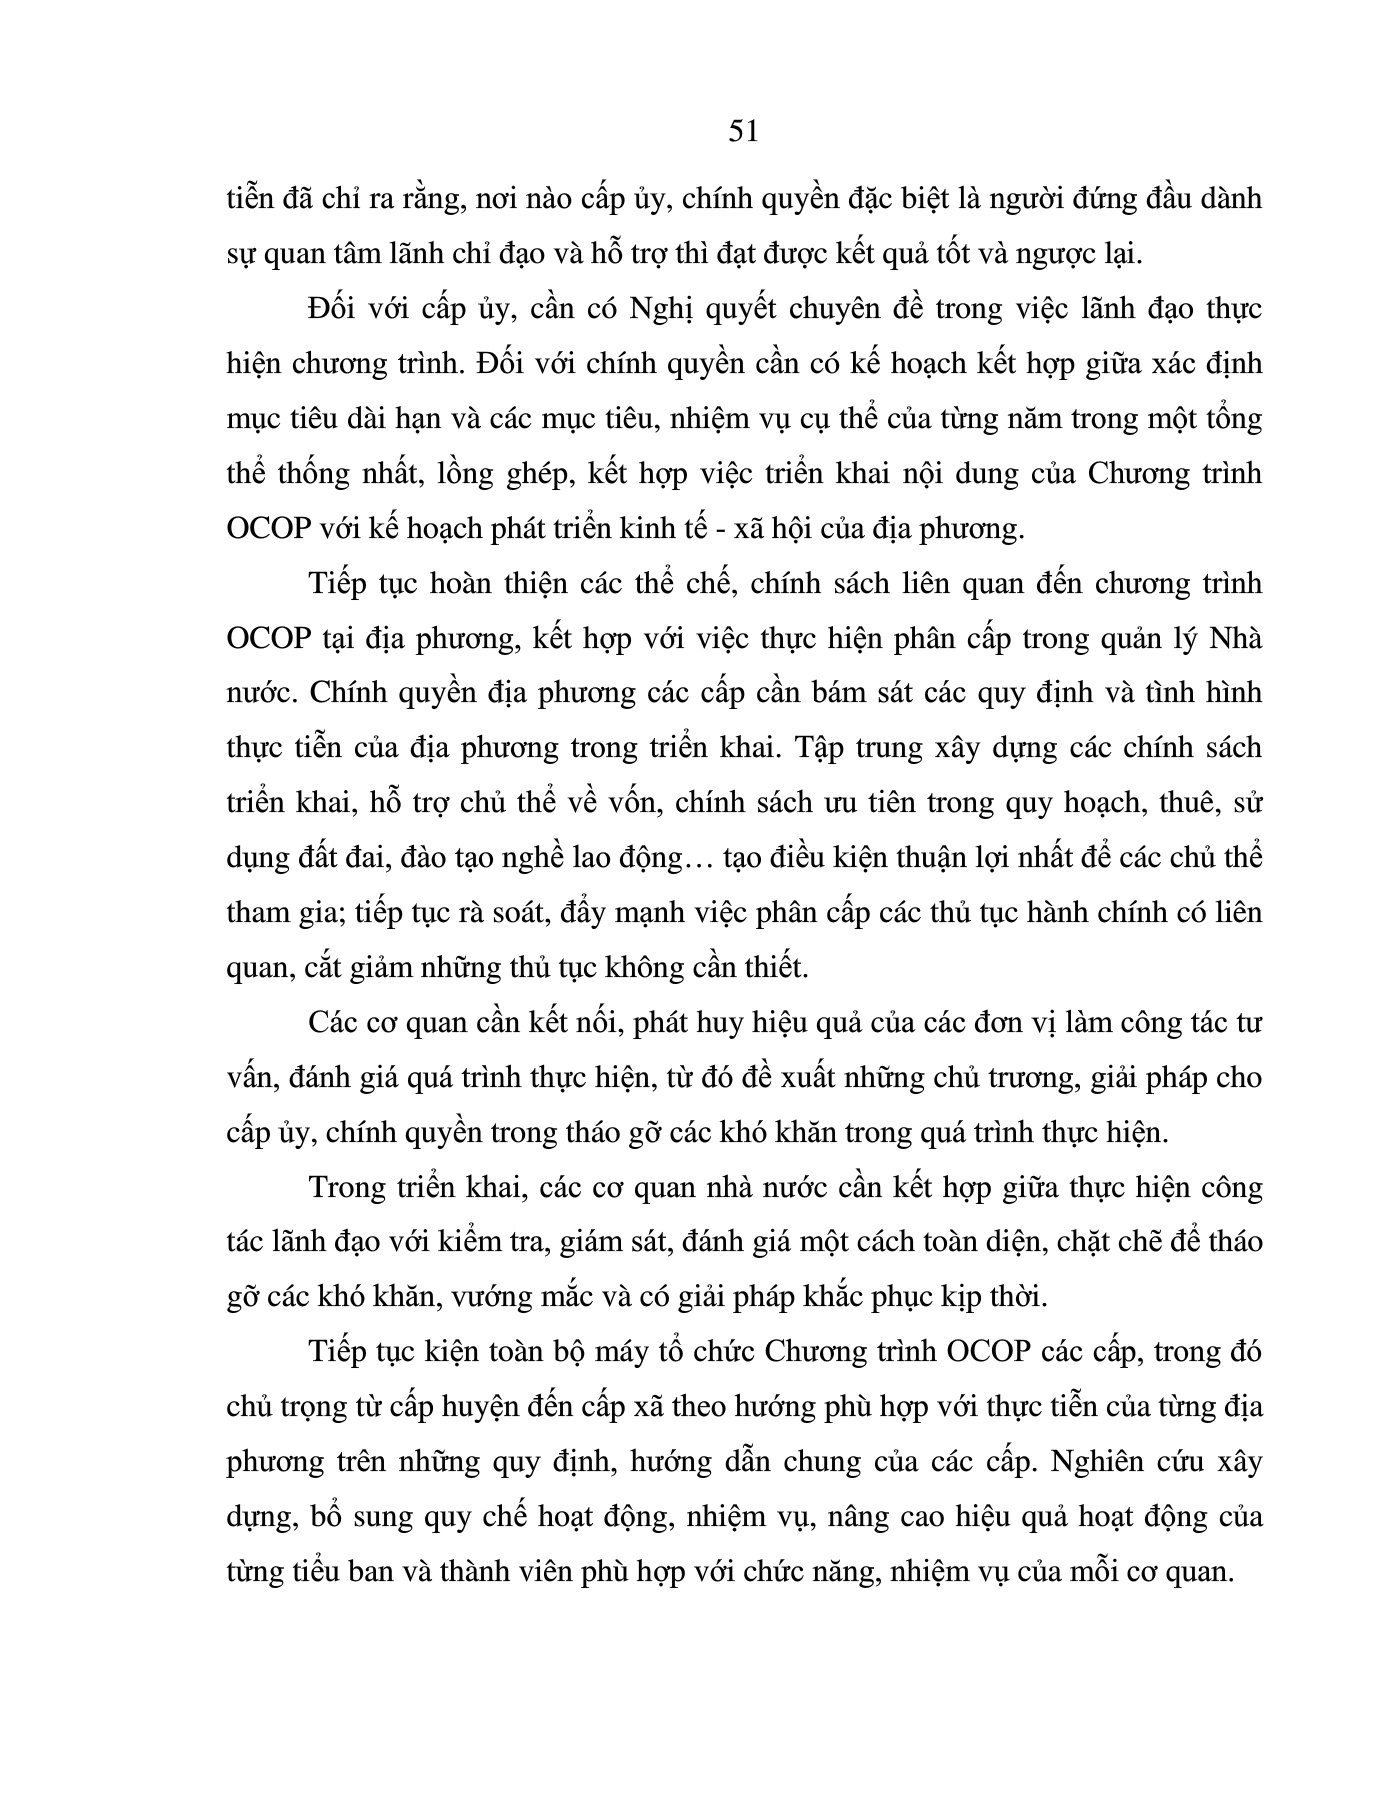 51
tiễn đã chỉ ra rằng, nơi nào cấp ủy, chính quyền đặc biệt là người đứng đầu dành
sự quan tâm lãnh chỉ đạo và hỗ trợ thì đạt được kết quả tốt và ngược lại.
Đối với cấp ủy, cần có Nghị quyết chuyên đề trong việc lãnh đạo thực
hiện chương trình. Đối với chính quyền cần có kế hoạch kết hợp giữa xác định
mục tiêu dài hạn và các mục tiêu, nhiệm vụ cụ thể của từng năm trong một tổng
thể thống nhất, lồng ghép, kết hợp việc triển khai nội dung của Chương trình
OCOP với kế hoạch phát triển kinh tế - xã hội của địa phương.
Tiếp tục hoàn thiện các thể chế, chính sách liên quan đến chương trình
OCOP tại địa phương, kết hợp với việc thực hiện phân cấp trong quản lý Nhà
nước. Chính quyền địa phương các cấp cần bám sát các quy định và tình hình
thực tiễn của địa phương trong triển khai. Tập trung xây dựng các chính sách
triển khai, hỗ trợ chủ thể về vốn, chính sách ưu tiên trong quy hoạch, thuê, sử
dụng đất đai, đào tạo nghề lao động… tạo điều kiện thuận lợi nhất để các chủ thể
tham gia; tiếp tục rà soát, đẩy mạnh việc phân cấp các thủ tục hành chính có liên
quan, cắt giảm những thủ tục không cần thiết.
Các cơ quan cần kết nối, phát huy hiệu quả của các đơn vị làm công tác tư
vấn, đánh giá quá trình thực hiện, từ đó đề xuất những chủ trương, giải pháp cho
cấp ủy, chính quyền trong tháo gỡ các khó khăn trong quá trình thực hiện.
Trong triển khai, các cơ quan nhà nước cần kết hợp giữa thực hiện công
tác lãnh đạo với kiểm tra, giám sát, đánh giá một cách toàn diện, chặt chẽ để tháo
gỡ các khó khăn, vướng mắc và có giải pháp khắc phục kịp thời.
Tiếp tục kiện toàn bộ máy tổ chức Chương trình OCOP các cấp, trong đó
chủ trọng từ cấp huyện đến cấp xã theo hướng phù hợp với thực tiễn của từng địa
phương trên những quy định, hướng dẫn chung của các cấp. Nghiên cứu xây
dựng, bổ sung quy chế hoạt động, nhiệm vụ, nâng cao hiệu quả hoạt động của
từng tiểu ban và thành viên phù hợp với chức năng, nhiệm vụ của mỗi cơ quan.